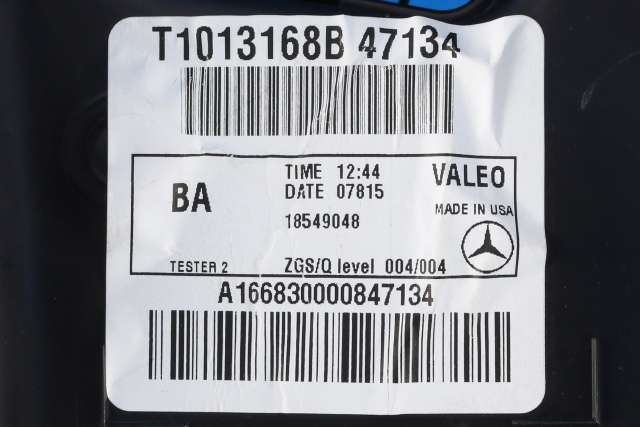 T1013168B 47134
BA
TIME 12:44
DATE 07815
18549048
VALEO
MADE IN USA
TESTER 2
ZGS/Q level 004/004
A166830000847134